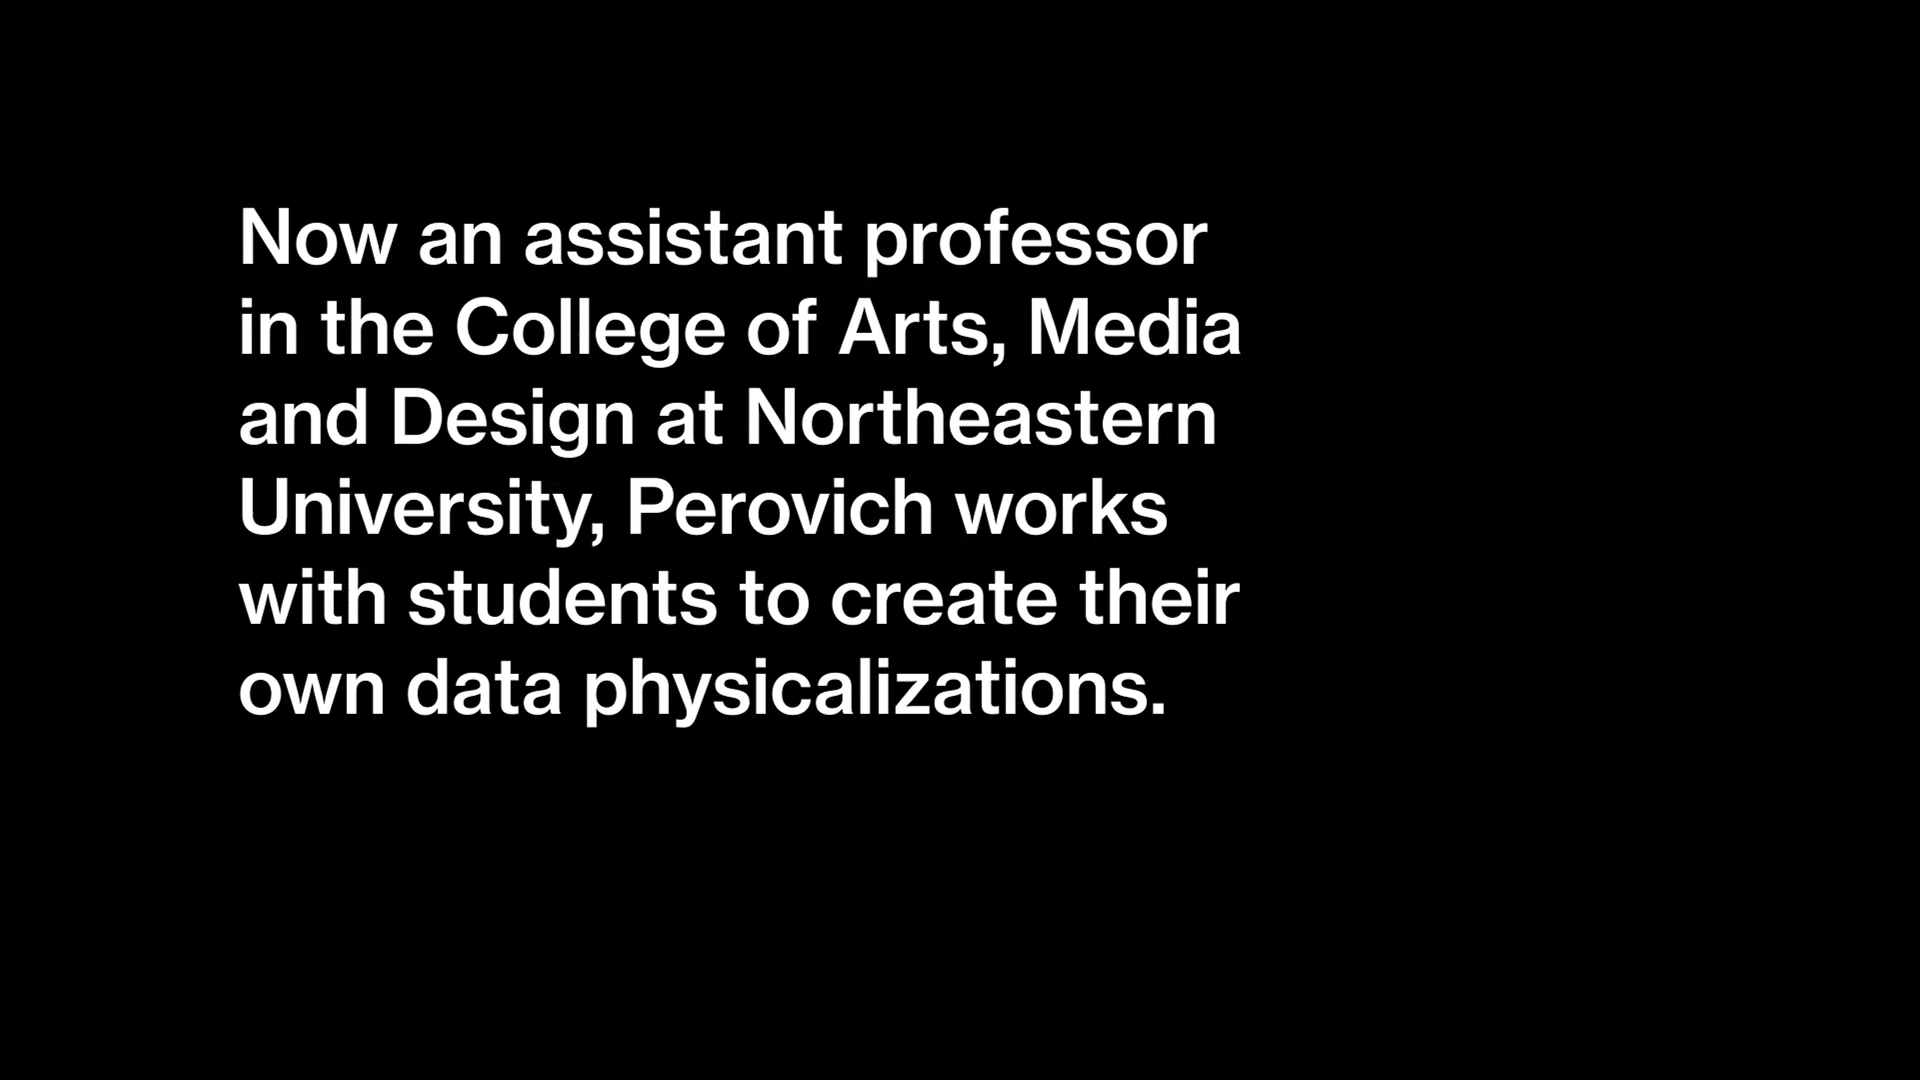 Now an assistant professor
in the College of Arts, Media
and Design at Northeastern
University, Perovich works
with students to create their
own data physicalizations.